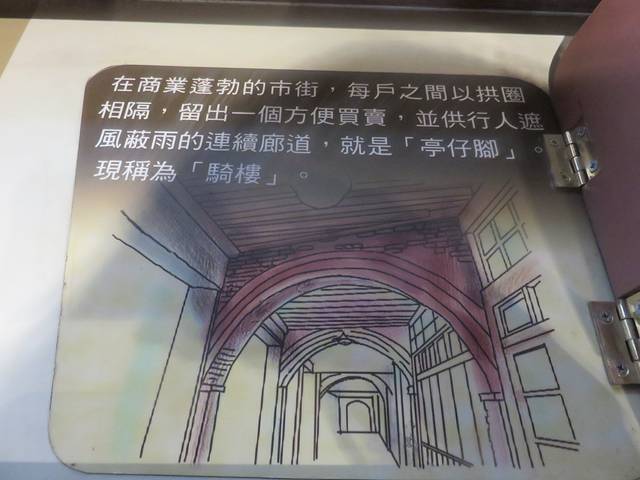 在商業蓬勃的市街，每戶之間以拱圈
相隔，留出一個方便買賣，並供行人遮
風蔽雨的連續廊道，就是「亭仔腳」。
現稱為「騎樓」。